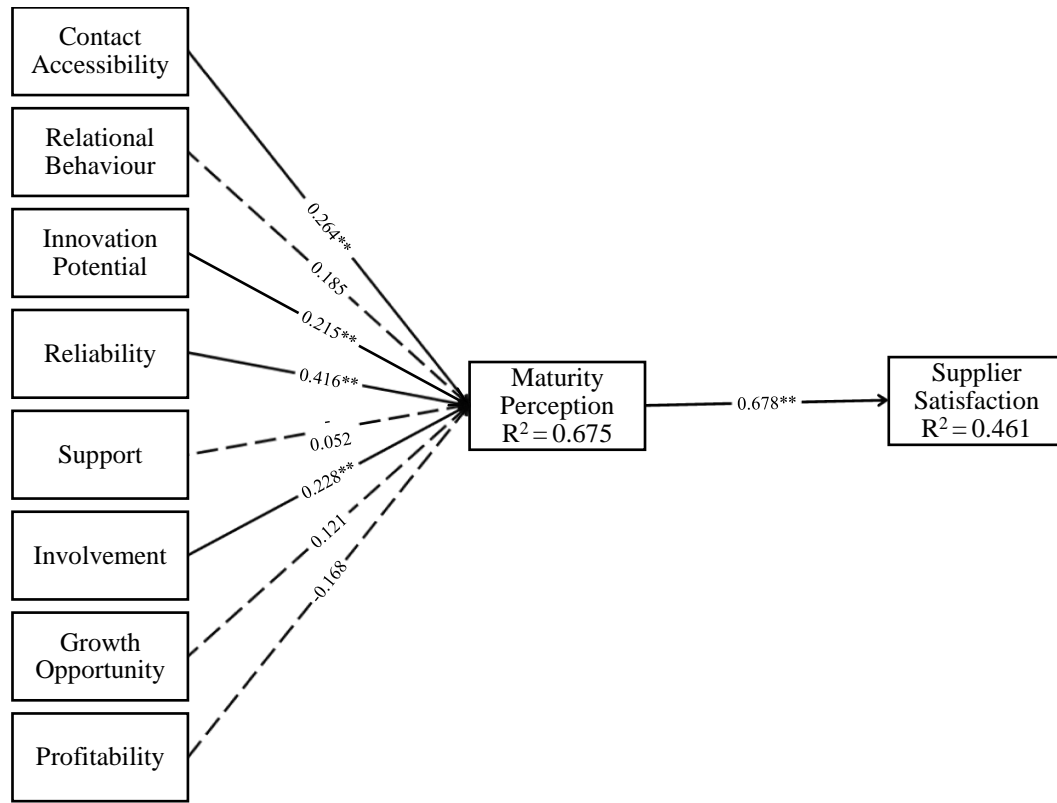 Contact
Accessibility
Relational
Behaviour
Innovation
Potential
Reliability
Support
Involvement
Growth
Opportunity
Profitability
0.264**
0.185
0.215**
0.416**
-
0.052
0.228**
0.121
-0.168
Maturity
Perception
R² = 0.675
0.678**
Supplier
Satisfaction
R² = 0.461